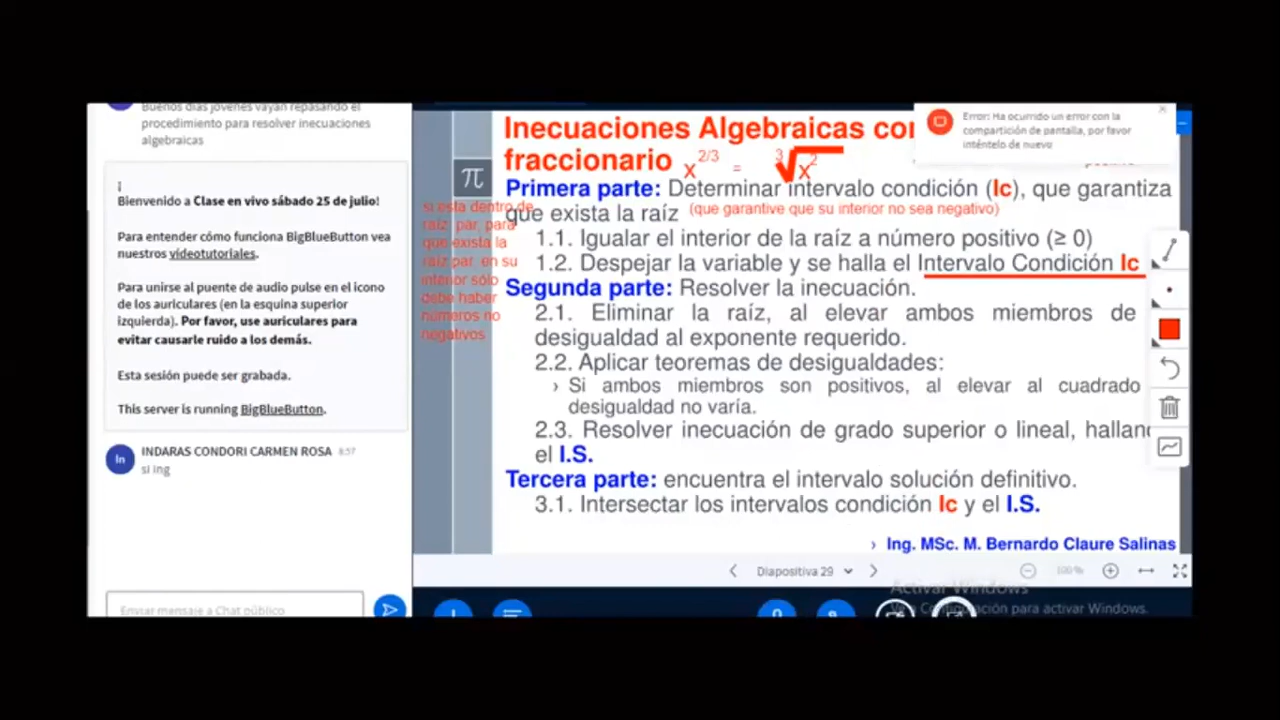 Buenos días jóvenes vayan repasando el
procedimiento para resolver inecuaciones
algebraicas
¡
Bienvenido a Clase en vivo sábado 25 de julio!
Para entender cómo funciona BigBlueButton vea
nuestros videotutoriales.
Para unirse al puente de audio pulse en el icono
de los auriculares (en la esquina superior
izquierda). Por favor, use auriculares para
evitar causarle ruido a los demás.
Esta sesión puede ser grabada.
This server is running BigBlueButton.
In
INDARAS CONDORI CARMEN ROSA 8:57
si ing
Enviar mensaje a Chat público
Inecuaciones Algebraicas con
fraccionario
x^2/3 = ³√x²
π
Primera parte: Determinar intervalo condición (Ic), que garantiza
que exista la raíz (que garantive que su interior no sea negativo)
1.1. Igualar el interior de la raíz a número positivo (≥ 0)
1.2. Despejar la variable y se halla el Intervalo Condición Ic
Segunda parte: Resolver la inecuación.
2.1. Eliminar la raíz, al elevar ambos miembros de
desigualdad al exponente requerido.
2.2. Aplicar teoremas de desigualdades:
› Si ambos miembros son positivos, al elevar al cuadrado
desigualdad no varía.
2.3. Resolver inecuación de grado superior o lineal, halland
el I.S.
Tercera parte: encuentra el intervalo solución definitivo.
3.1. Intersectar los intervalos condición Ic y el I.S.
› Ing. MSc. M. Bernardo Claure Salinas
si esta dentro de
raíz par, para
que exista la
raíz par en su
interior sólo
debe haber
números no
negativos
Error: Ha ocurrido un error con la
compartición de pantalla, por favor
inténtelo de nuevo
Diapositiva 29
100 %
Activar Windows
Ve a Configuración para activar Windows.